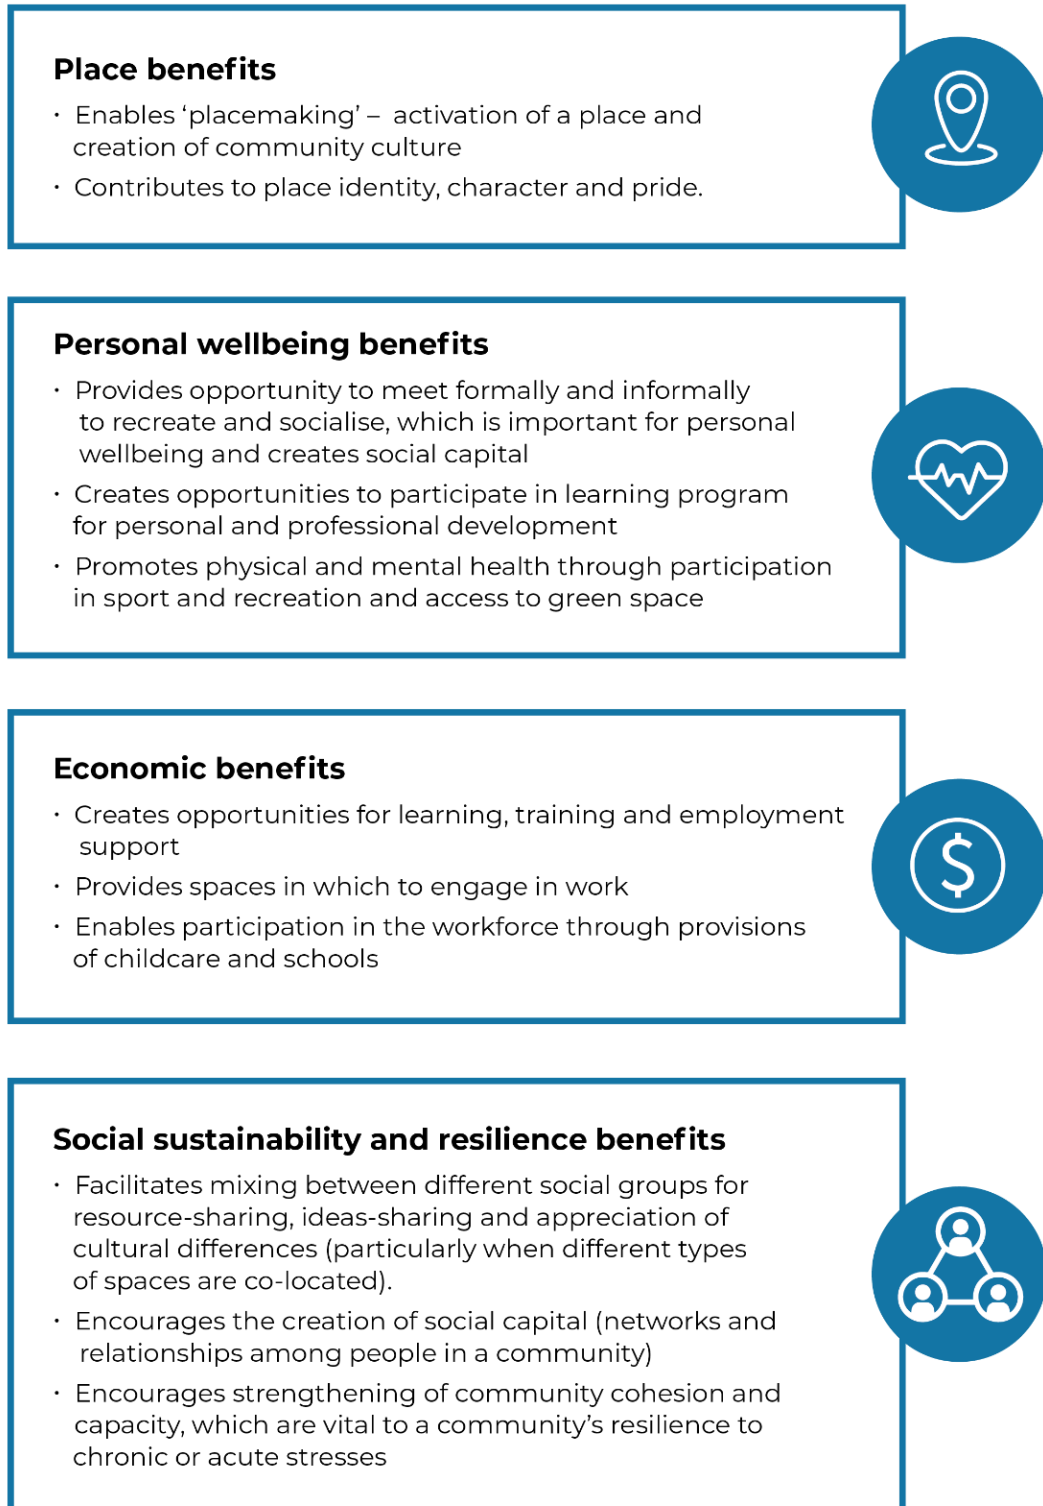 Place benefits
· Enables ‘placemaking’ – activation of a place and
creation of community culture
· Contributes to place identity, character and pride.
Personal wellbeing benefits
· Provides opportunity to meet formally and informally
to recreate and socialise, which is important for personal
wellbeing and creates social capital
· Creates opportunities to participate in learning program
for personal and professional development
· Promotes physical and mental health through participation
in sport and recreation and access to green space
Economic benefits
· Creates opportunities for learning, training and employment
support
· Provides spaces in which to engage in work
· Enables participation in the workforce through provisions
of childcare and schools
$
Social sustainability and resilience benefits
· Facilitates mixing between different social groups for
resource-sharing, ideas-sharing and appreciation of
cultural differences (particularly when different types
of spaces are co-located).
· Encourages the creation of social capital (networks and
relationships among people in a community)
· Encourages strengthening of community cohesion and
capacity, which are vital to a community’s resilience to
chronic or acute stresses